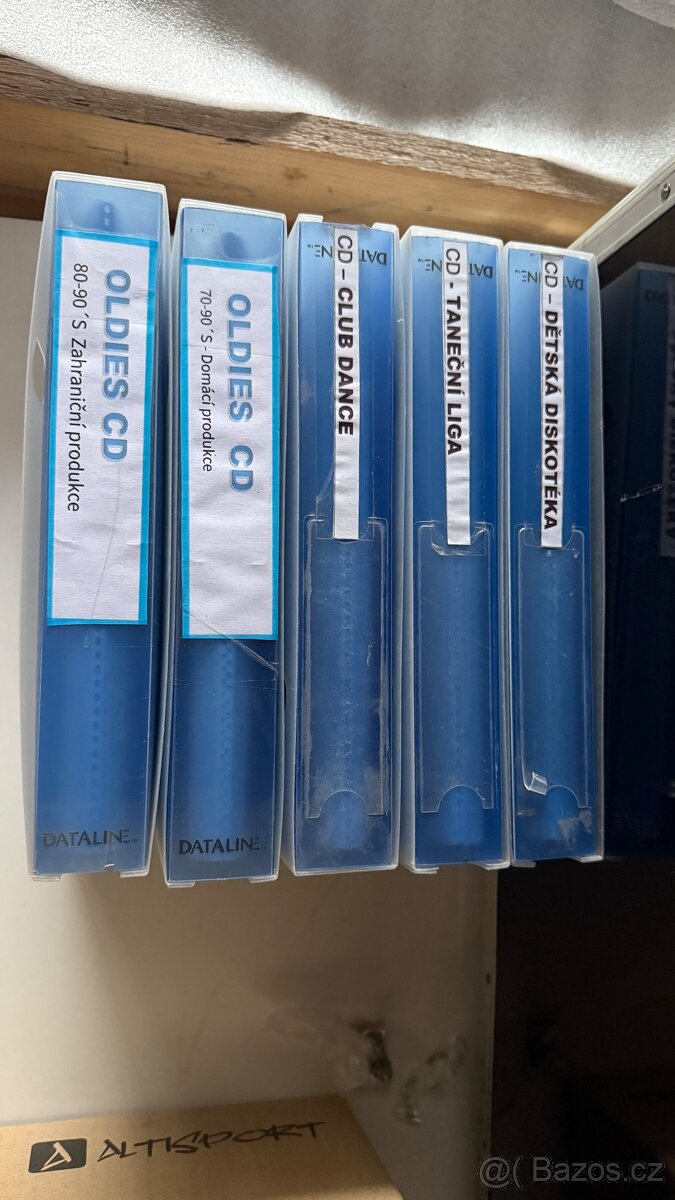 OLDIES CD
80-90´S Zahraniční produkce
DATALINE
OLDIES CD
70-90´S - Domácí produkce
DATALINE
CD – CLUB DANCE
CD - TANEČNÍ LIGA
CD – DĚTSKÁ DISKOTÉKA
ALTISPORT
@( Bazos.cz